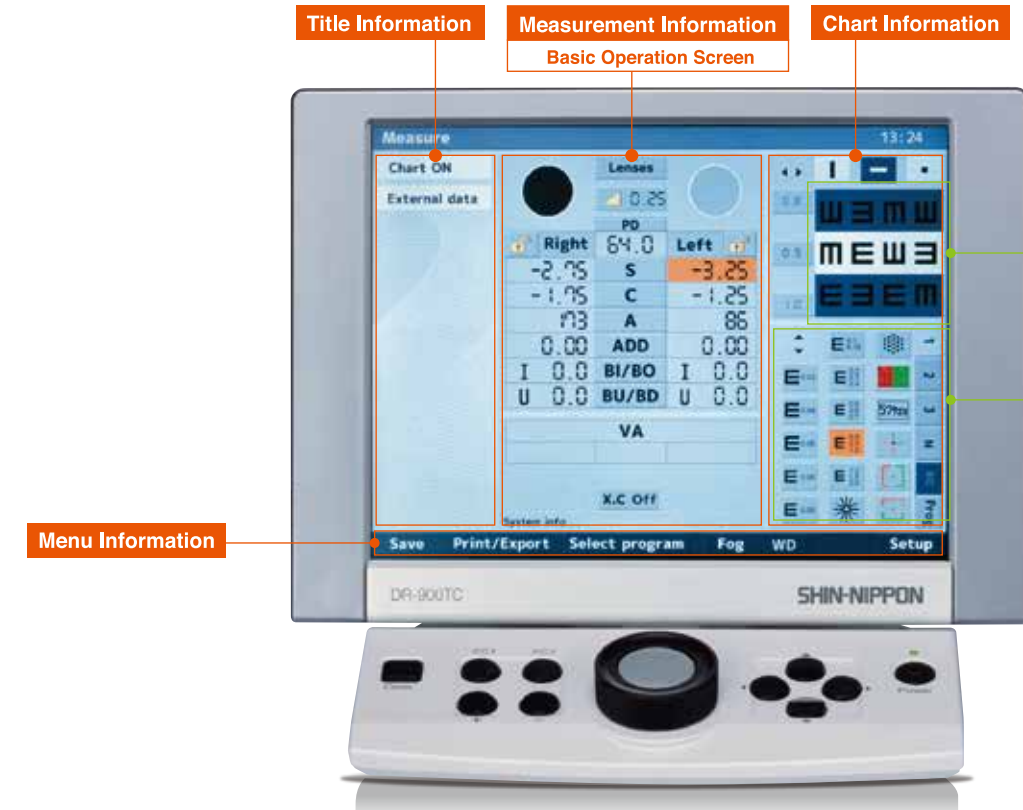 Title Information
Measurement Information
Basic Operation Screen
Chart Information
Measure 13:24
Chart ON
External data
Lenses
0.25
PD
Right 64.0 Left
-2.75 S -3.25
-1.75 C -1.25
173 A 86
0.00 ADD 0.00
I 0.0 BI/BO I 0.0
U 0.0 BU/BD U 0.0
VA
X.C Off
System info
0.5
Menu Information
Save Print/Export Select program Fog WD Setup
DR-900TC SHIN-NIPPON
Power